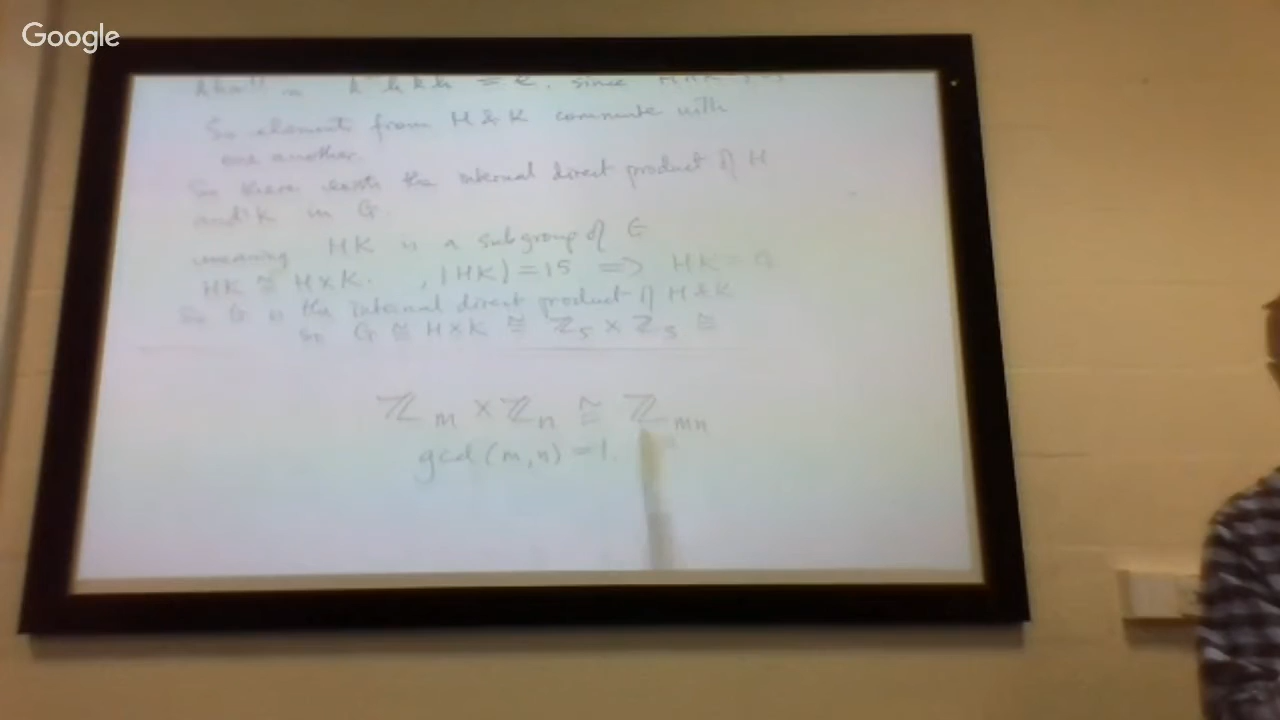 Google
= e, since H∩K
So element from H & K commute with
one another.
So there exists the internal direct product of H
and K in G.
meaning HK is a subgroup of G
HK ≅ H×K. , |HK| = 15 ⟹ HK = G
So G is the internal direct product of H & K
so G ≅ H×K ≅ ℤ₅ × ℤ₃ ≅
ℤₘ × ℤₙ ≅ ℤₘₙ
gcd(m,n) = 1.